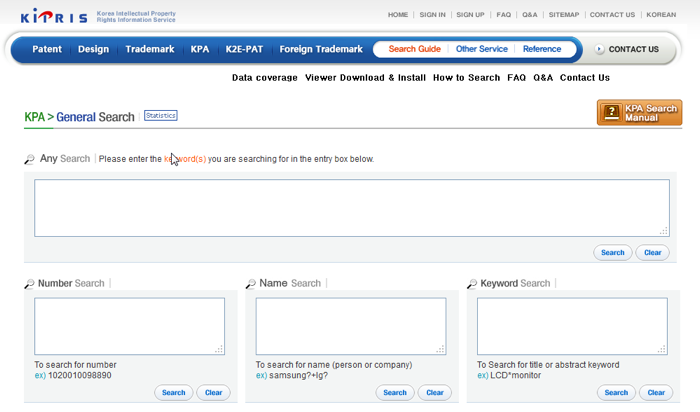 KIPRIS Korea Intellectual Property Rights Information Service
HOME | SIGN IN | SIGN UP | FAQ | Q&A | SITEMAP | CONTACT US | KOREAN
Patent Design Trademark KPA K2E-PAT Foreign Trademark Search Guide | Other Service | Reference CONTACT US
Data coverage Viewer Download & Install How to Search FAQ Q&A Contact Us
KPA > General Search Statistics
KPA Search Manual
Any Search Please enter the keyword(s) you are searching for in the entry box below.
Search Clear
Number Search Name Search Keyword Search
To search for number To search for name (person or company) To Search for title or abstract keyword
ex) 1020010098890 ex) samsung?+lg? ex) LCD*monitor
Search Clear Search Clear Search Clear